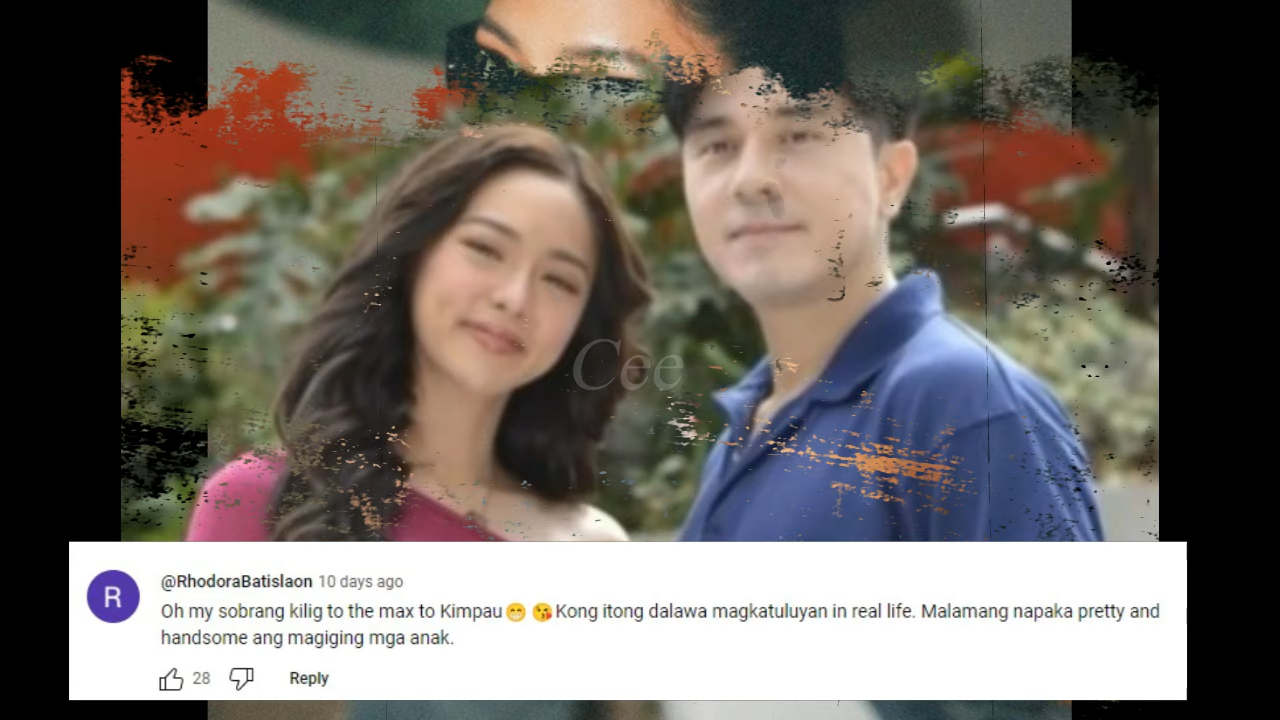 Cee
@RhodoraBatislaon 10 days ago
Oh my sobrang kilig to the max to Kimpau😁 😘Kong itong dalawa magkatuluyan in real life. Malamang napaka pretty and
handsome ang magiging mga anak.
28 Reply
R